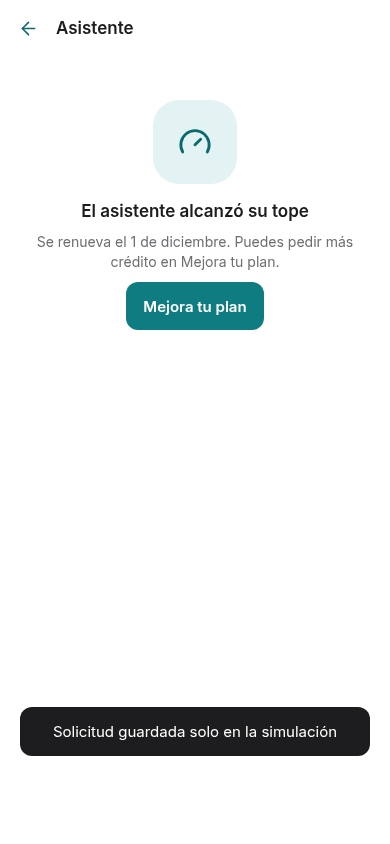 Asistente
El asistente alcanzó su tope
Se renueva el 1 de diciembre. Puedes pedir más
crédito en Mejora tu plan.
Mejora tu plan
Solicitud guardada solo en la simulación